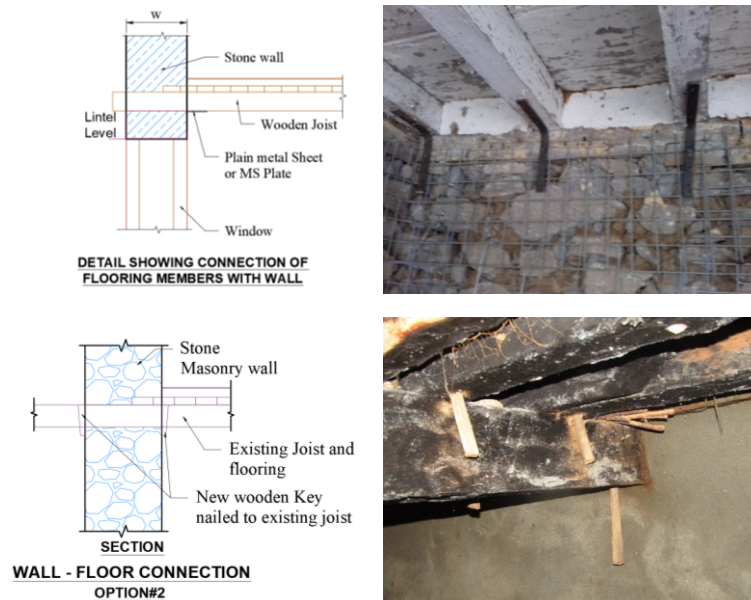 W
Stone wall
Lintel
Level
Wooden Joist
Plain metal Sheet
or MS Plate
Window
DETAIL SHOWING CONNECTION OF
FLOORING MEMBERS WITH WALL
Stone
Masonry wall
Existing Joist and
flooring
New wooden Key
nailed to existing joist
SECTION
WALL - FLOOR CONNECTION
OPTION#2